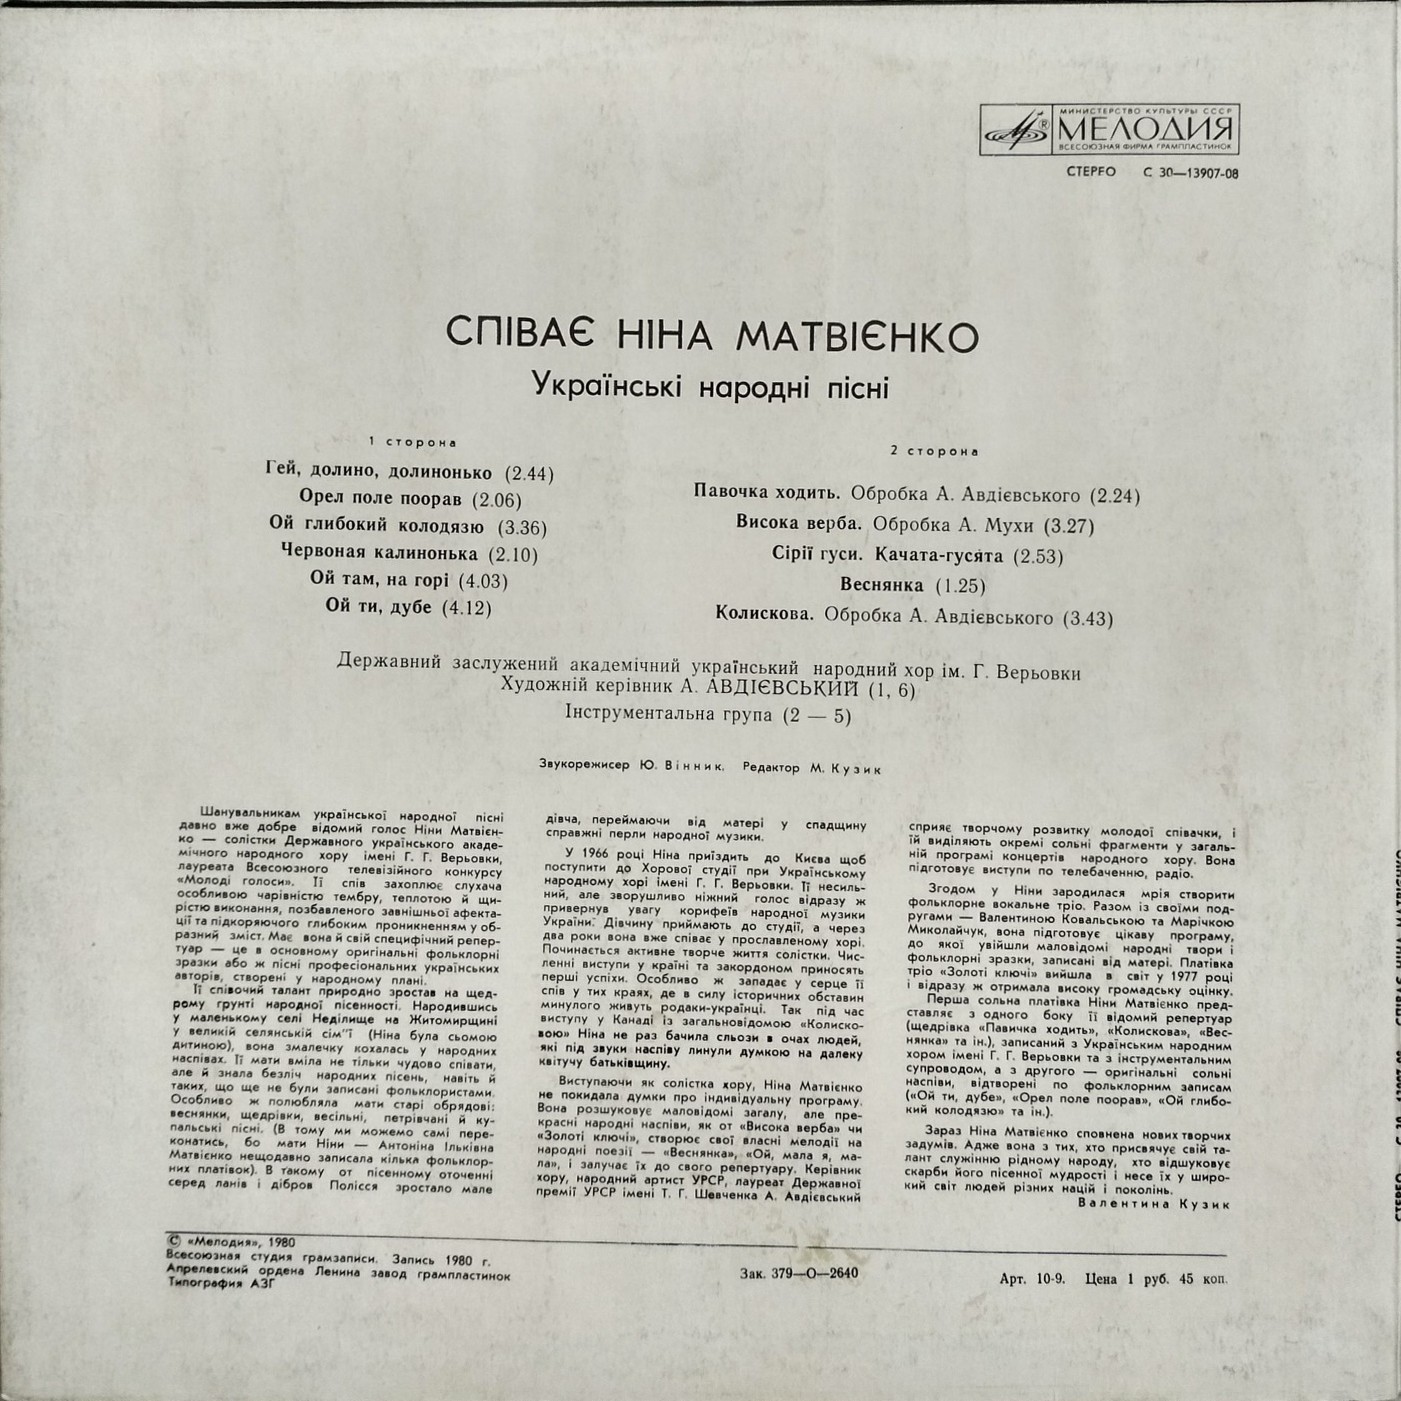 МИНИСТЕРСТВО КУЛЬТУРЫ СССР
МЕЛОДИЯ
ВСЕСОЮЗНАЯ ФИРМА ГРАМПЛАСТИНОК
СТЕРЕО С 30—13907-08
СПІВАЄ НІНА МАТВІЄНКО
Українські народні пісні
1 сторона
Гей, долино, долинонько (2.44)
Орел поле поорав (2.06)
Ой глибокий колодязю (3.36)
Червоная калинонька (2.10)
Ой там, на горі (4.03)
Ой ти, дубе (4.12)
2 сторона
Павочка ходить. Обробка А. Авдієвського (2.24)
Висока верба. Обробка А. Мухи (3.27)
Сірії гуси. Качата-гусята (2.53)
Веснянка (1.25)
Колискова. Обробка А. Авдієвського (3.43)
Державний заслужений академічний український народний хор ім. Г. Верьовки
Художній керівник А. АВДІЄВСЬКИЙ (1, 6)
Інструментальна група (2 — 5)
Звукорежисер Ю. Вінник. Редактор М. Кузик
Шанувальникам української народної пісні
давно вже добре відомий голос Ніни Матвієн-
ко — солістки Державного українського акаде-
мічного народного хору імені Г. Г. Верьовки,
лауреата Всесоюзного телевізійного конкурсу
«Молоді голоси». Її спів захоплює слухача
особливою чарівністю тембру, теплотою й щи-
рістю виконання, позбавленого завнішньої афекта-
ції та підкоряючого глибоким проникненням у об-
разний зміст. Має вона й свій специфічний репер-
туар — це в основному оригінальні фольклорні
зразки або ж пісні професіональних українських
авторів, створені у народному плані.
Її співочий талант природно зростав на щед-
рому грунті народної пісенності. Народившись
у маленькому селі Неділище на Житомирщині
у великій селянській сім"ї (Ніна була сьомою
дитиною), вона змалечку кохалась у народних
наспівах. Її мати вміла не тільки чудово співати,
але й знала безліч народних пісень, навіть й
таких, що ще не були записані фольклористами.
Особливо ж полюбляла мати старі обрядові:
веснянки, щедрівки, весільні, петрівчані й ку-
пальські пісні. (В тому ми можемо самі пере-
конатись, бо мати Ніни — Антоніна Ільківна
Матвієнко нещодавно записала кілька фольклор-
них платівок). В такому от пісенному оточенні
серед ланів і дібров Полісся зростало мале
дівча, переймаючи від матері у спадщину
справжні перли народної музики.
У 1966 році Ніна приїздить до Києва щоб
поступити до Хорової студії при Українському
народному хорі імені Г. Г. Верьовки. Її несиль-
ний, але зворушливо ніжний голос відразу ж
привернув увагу корифеїв народної музики
України. Дівчину приймають до студії, а через
два роки вона вже співає у прославленому хорі.
Починається активне творче життя солістки. Чис-
ленні виступи у країні та закордоном приносять
перші успіхи. Особливо ж западає у серце її
спів у тих краях, де в силу історичних обставин
минулого живуть родаки-українці. Так під час
виступу у Канаді із загальновідомою «Колиско-
вою» Ніна не раз бачила сльози в очах людей,
які під звуки наспіву линули думкою на далеку
квітучу батьківщину.
Виступаючи як солістка хору, Ніна Матвієнко
не покидала думки про індивідуальну програму.
Вона розшуковує маловідомі загалу, але пре-
красні народні наспіви, як от «Висока верба» чи
«Золоті ключі», створює свої власні мелодії на
народні поезії — «Веснянка», «Ой, мала я, ма-
ла», і залучає їх до свого репертуару. Керівник
хору, народний артист УРСР, лауреат Державної
премії УРСР імені Т. Г. Шевченка А. Авдієвський
сприяє творчому розвитку молодої співачки, і
їй виділяють окремі сольні фрагменти у загаль-
ній програмі концертів народного хору. Вона
підготовує виступи по телебаченню, радіо.
Згодом у Ніни зародилася мрія створити
фольклорне вокальне тріо. Разом із своїми под-
ругами — Валентиною Ковальською та Марічкою
Миколайчук, вона підготовує цікаву програму,
до якої увійшли маловідомі народні твори і
фольклорні зразки, записані від матері. Платівка
тріо «Золоті ключі» вийшла в світ у 1977 році
і відразу ж отримала високу громадську оцінку.
Перша сольна платівка Ніни Матвієнко пред-
ставляє з одного боку її відомий репертуар
(щедрівка «Павичка ходить», «Колискова», «Вес-
нянка» та ін.), записаний з Українським народним
хором імені Г. Г. Верьовки та з інструментальним
супроводом, а з другого — оригінальні сольні
наспіви, відтворені по фольклорним записам
(«Ой ти, дубе», «Орел поле поорав», «Ой глибо-
кий колодязю» та ін.).
Зараз Ніна Матвієнко сповнена нових творчих
задумів. Адже вона з тих, хто присвячує свій та-
лант служінню рідному народу, хто відшуковує
скарби його пісенної мудрості і несе їх у широ-
кий світ людей різних націй і поколінь.
Валентина Кузик
© «Мелодия», 1980
Всесоюзная студия грамзаписи. Запись 1980 г.
Апрелевский ордена Ленина завод грампластинок
Типография АЗГ
Зак. 379—О—2640
Арт. 10-9. Цена 1 руб. 45 коп.